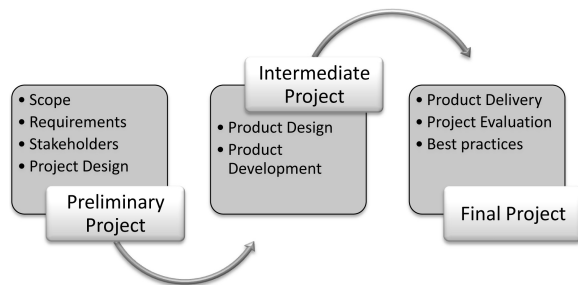 • Scope
• Requirements
• Stakeholders
• Project Design
Preliminary
Project
Intermediate
Project
• Product Design
• Product
Development
• Product Delivery
• Project Evaluation
• Best practices
Final Project